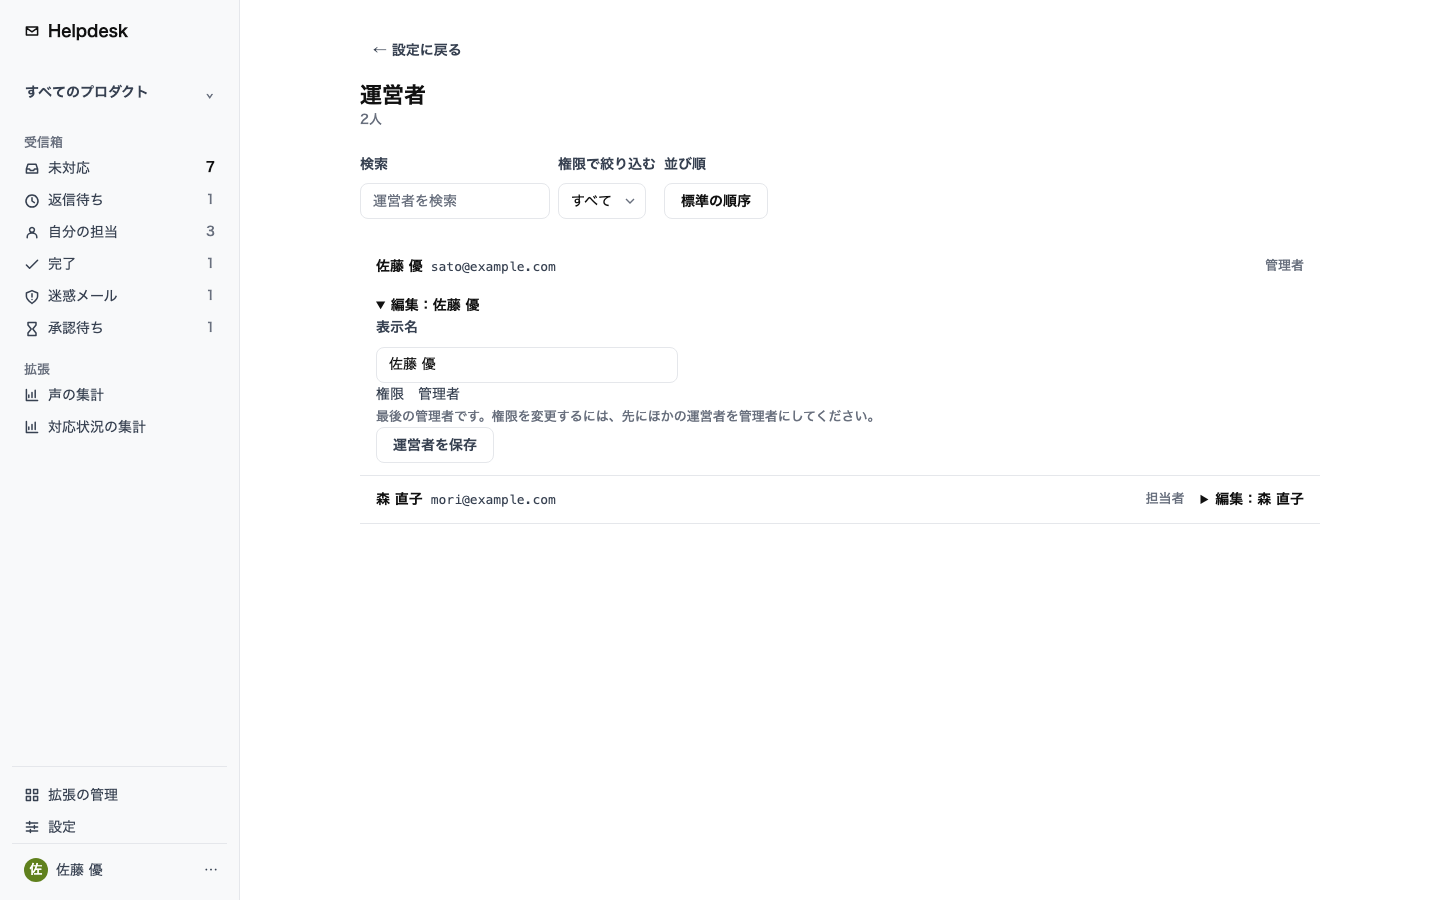 Helpdesk
すべてのプロダクト
受信箱
未対応 7
返信待ち 1
自分の担当 3
完了 1
迷惑メール 1
承認待ち 1
拡張
声の集計
対応状況の集計
拡張の管理
設定
佐 佐藤 優 …
← 設定に戻る
運営者
2人
検索 権限で絞り込む 並び順
運営者を検索 すべて 標準の順序
佐藤 優 sato@example.com 管理者
▼ 編集：佐藤 優
表示名
佐藤 優
権限 管理者
最後の管理者です。権限を変更するには、先にほかの運営者を管理者にしてください。
運営者を保存
森 直子 mori@example.com 担当者 ▶ 編集：森 直子